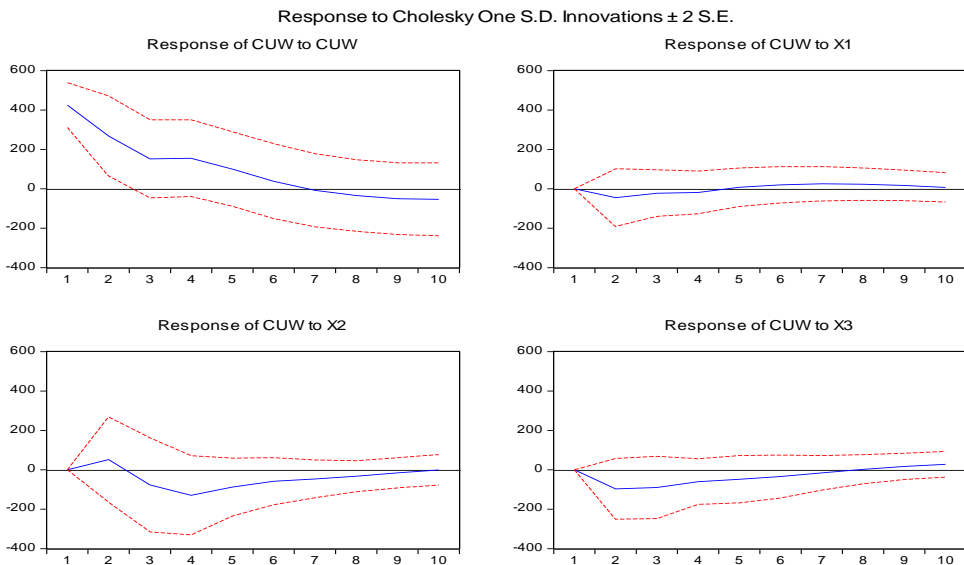 Response to Cholesky One S.D. Innovations ± 2 S.E.
Response of CUW to CUW
600
400
200
0
-200
-400
1 2 3 4 5 6 7 8 9 10
Response of CUW to X1
600
400
200
0
-200
-400
1 2 3 4 5 6 7 8 9 10
Response of CUW to X2
600
400
200
0
-200
-400
1 2 3 4 5 6 7 8 9 10
Response of CUW to X3
600
400
200
0
-200
-400
1 2 3 4 5 6 7 8 9 10